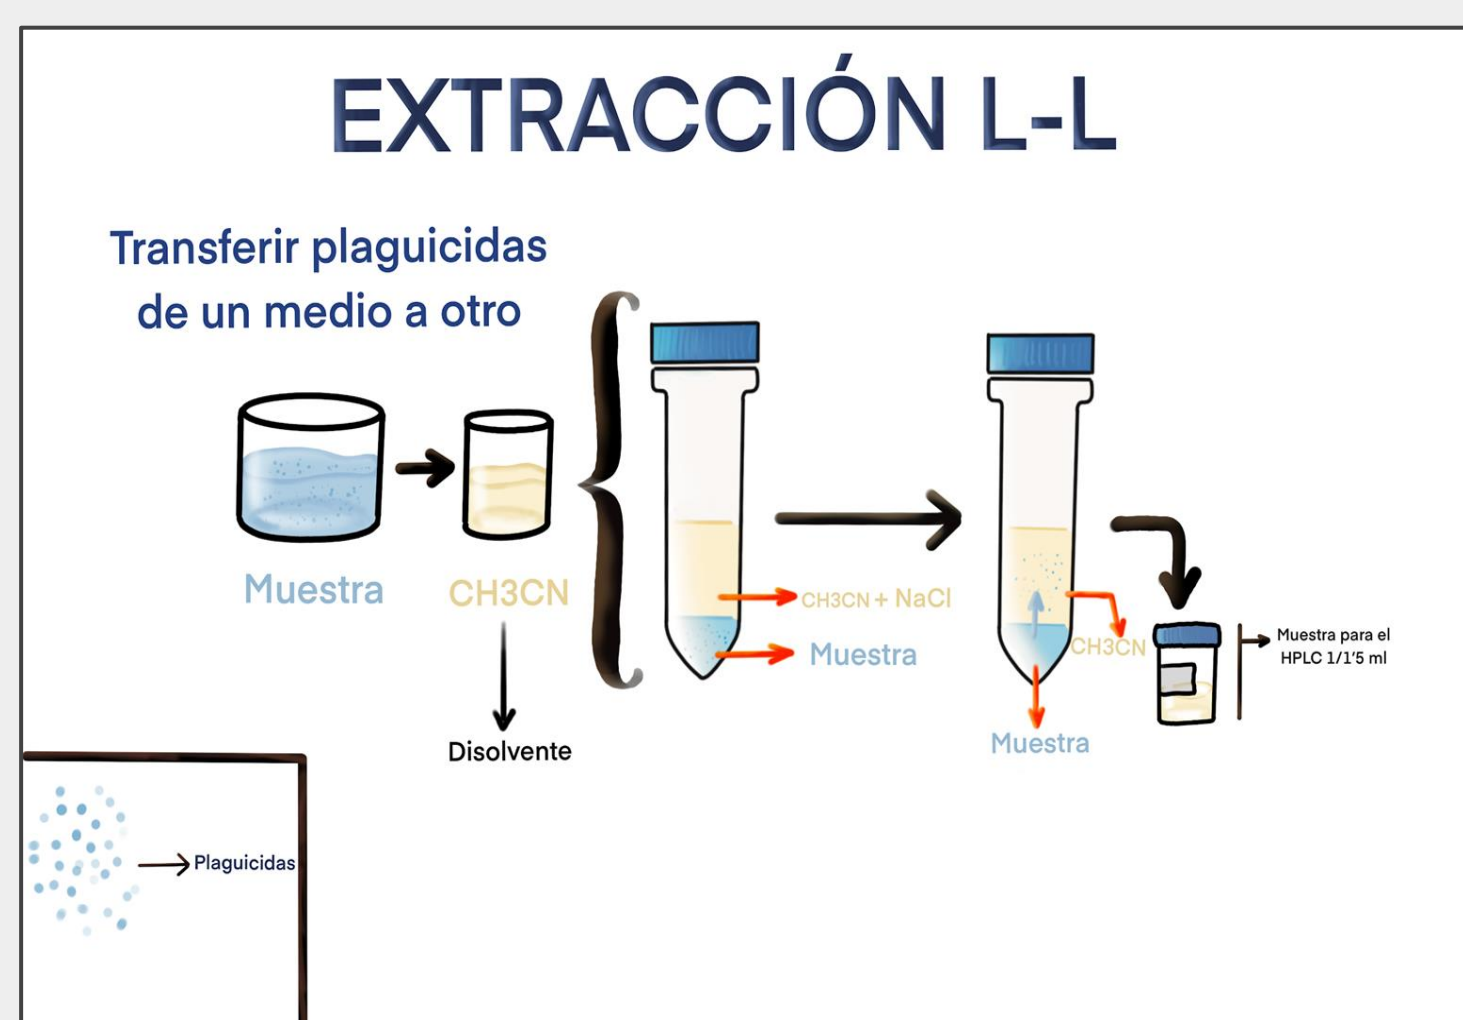 EXTRACCIÓN L-L
Transferir plaguicidas
de un medio a otro
Muestra
CH3CN
Disolvente
CH3CN + NaCl
Muestra
CH3CN
Muestra
Muestra para el
HPLC 1/1'5 ml
Plaguicidas